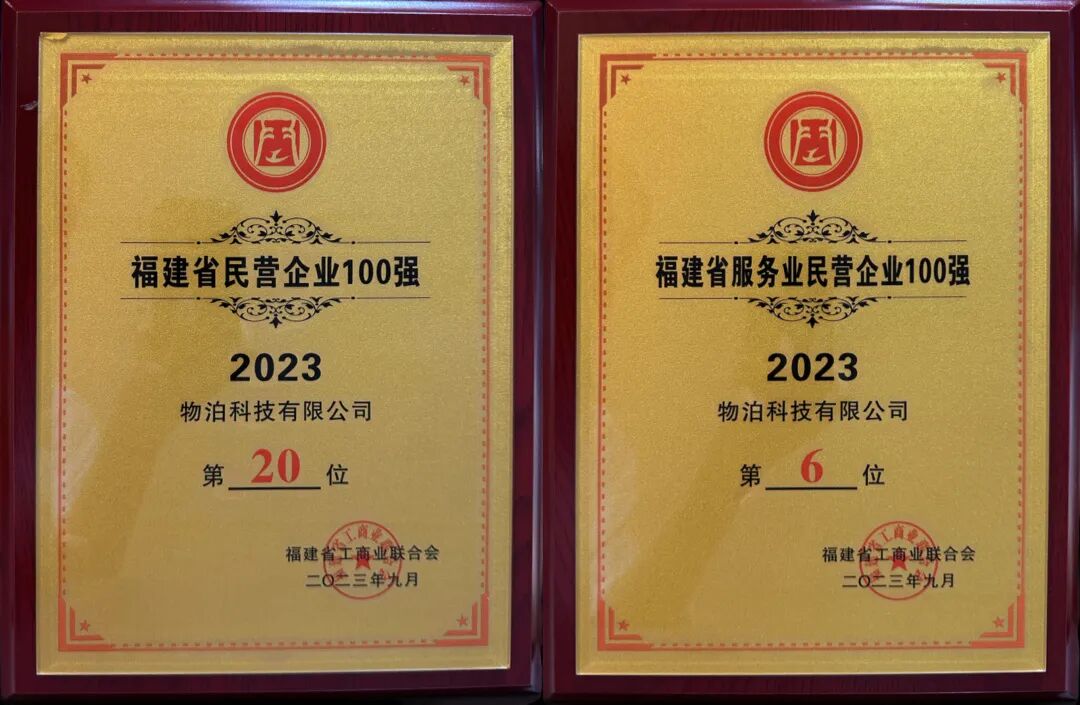 福建省民营企业100强
2023
物泊科技有限公司
第 20 位
福建省工商业联合会
二〇二三年九月
福建省服务业民营企业100强
2023
物泊科技有限公司
第 6 位
福建省工商业联合会
二〇二三年九月